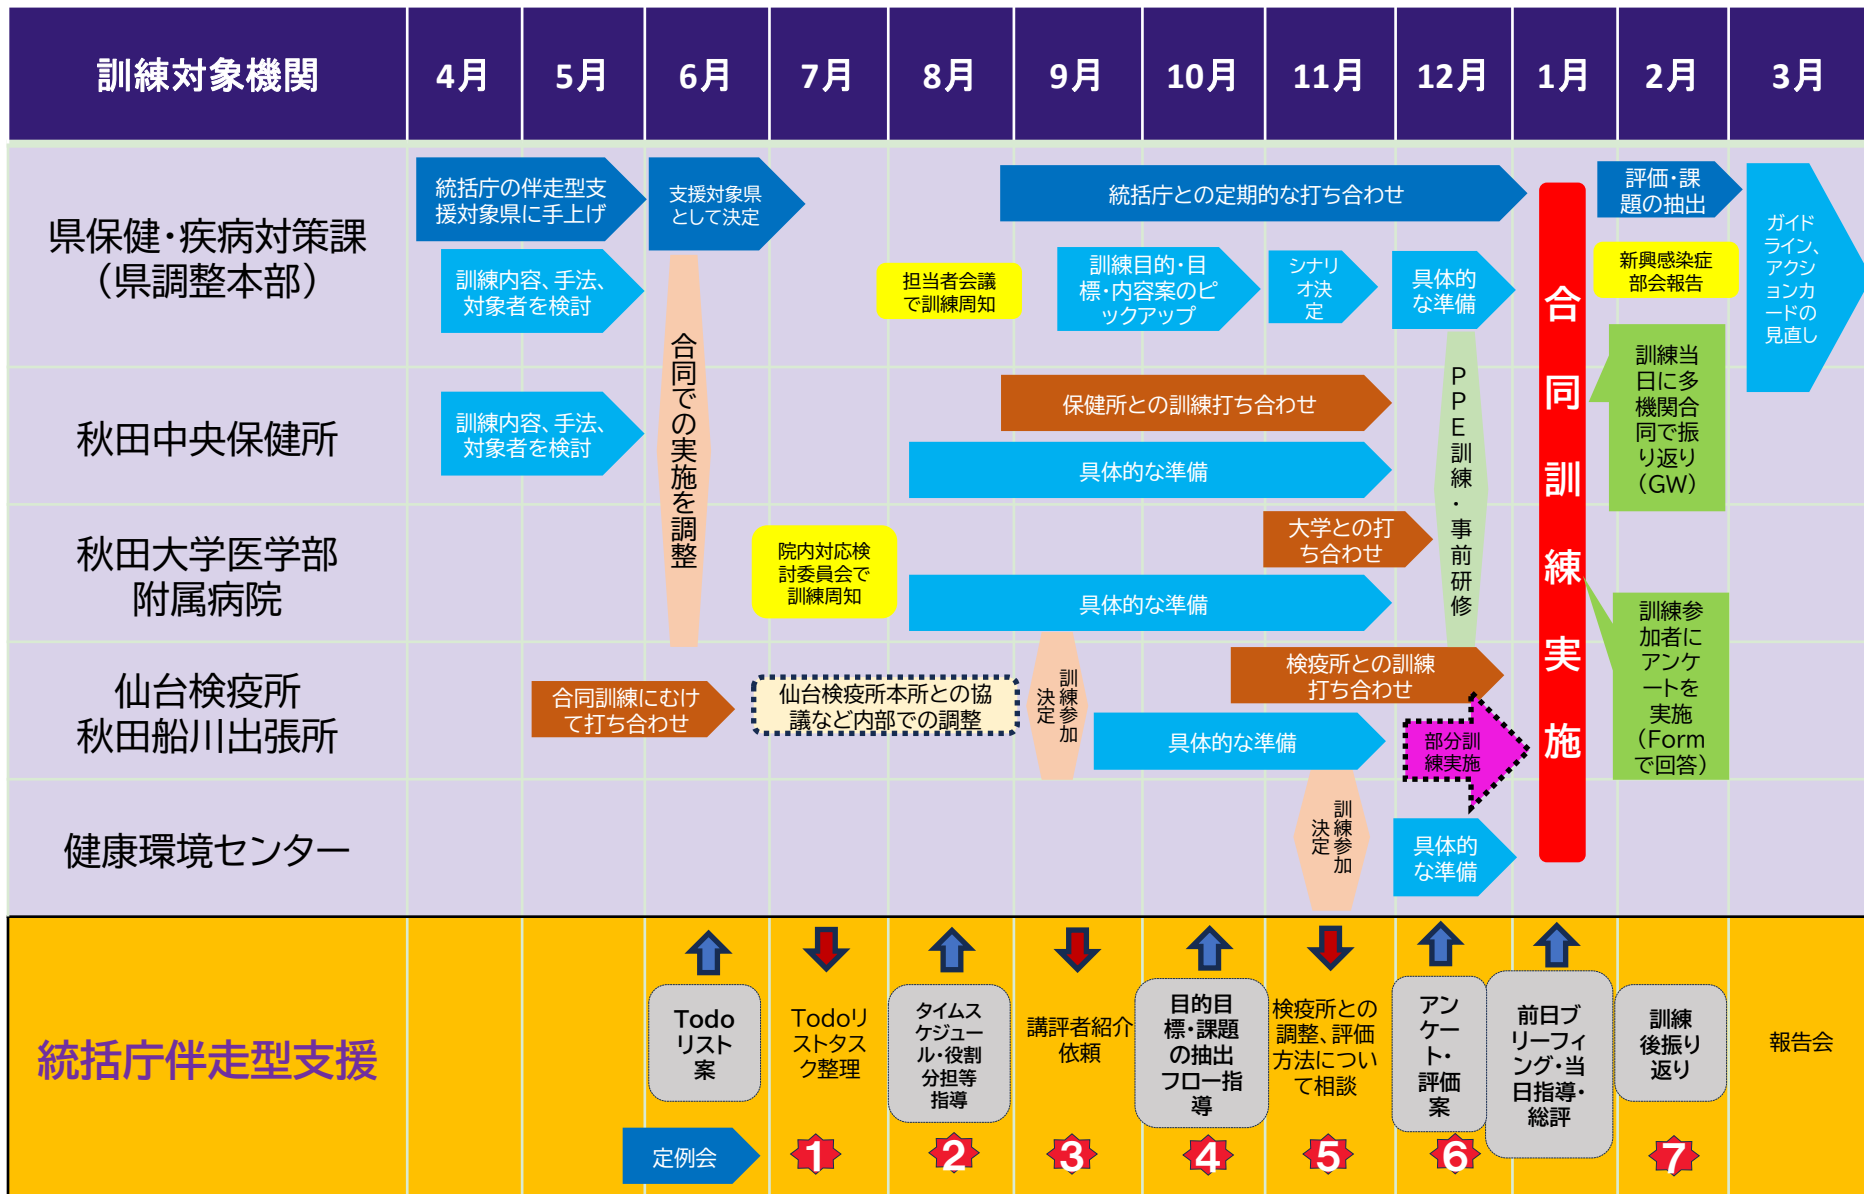 訓練対象機関
4月
5月
6月
7月
8月
9月
10月
11月
12月
1月
2月
3月
県保健・疾病対策課
（県調整本部）
統括庁の伴走型支
援対象県に手上げ
支援対象県
として決定
統括庁との定期的な打ち合わせ
評価・課
題の抽出
ガイド
ライン、
アクシ
ョンカ
ードの
見直し
訓練内容、手法、
対象者を検討
担当者会議
で訓練周知
訓練目的・目
標・内容案のピ
ックアップ
シナリ
オ決
定
具体的
な準備
新興感染症
部会報告
合同での実施を調整
PPE訓練・事前研修
合同訓練実施
訓練当
日に多
機関合
同で振
り返り
（GW）
秋田中央保健所
訓練内容、手法、
対象者を検討
保健所との訓練打ち合わせ
具体的な準備
秋田大学医学部
附属病院
院内対応検
討委員会で
訓練周知
大学との打
ち合わせ
具体的な準備
訓練参
加者に
アンケ
ートを
実施
（Form
で回答）
仙台検疫所
秋田船川出張所
合同訓練にむけ
て打ち合わせ
仙台検疫所本所との協
議など内部での調整
訓練参加
決定
検疫所との訓練
打ち合わせ
具体的な準備
部分訓
練実施
健康環境センター
訓練参加
決定
具体的
な準備
統括庁伴走型支援
Todo
リスト
案
Todoリ
ストタス
ク整理
タイムス
ケジュー
ル・役割
分担等
指導
講評者紹介
依頼
目的目
標・課題
の抽出
フロー指
導
検疫所との
調整、評価
方法につい
て相談
アン
ケー
ト・
評価
案
前日ブ
リーフィ
ング・当
日指導・
総評
訓練
後振り
返り
報告会
定例会
1
2
3
4
5
6
7